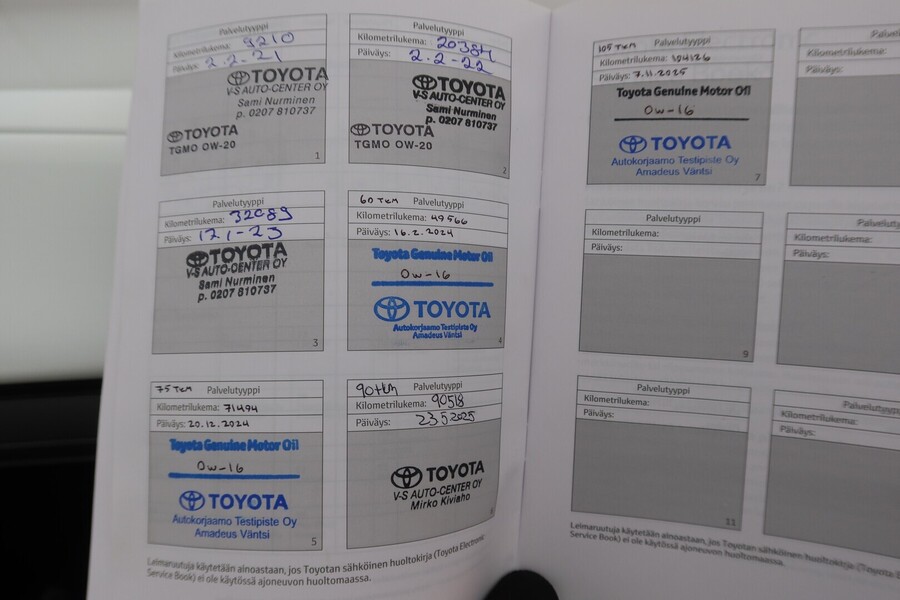 Palvelutyyppi
Kilometrilukema: 9210
Päiväys: 2.2.21
TOYOTA
V-S AUTO-CENTER OY
Sami Nurminen
p. 0207 810737
TOYOTA
TGMO OW-20
1
Palvelutyyppi
Kilometrilukema: 20384
Päiväys: 2.2-22
TOYOTA
V-S AUTO-CENTER OY
Sami Nurminen
p. 0207 810737
TOYOTA
TGMO OW-20
2
Palvelutyyppi
Kilometrilukema: 32089
Päiväys: 17.1-23
TOYOTA
V-S AUTO-CENTER OY
Sami Nurminen
p. 0207 810737
3
60 TKM Palvelutyyppi
Kilometrilukema: 49566
Päiväys: 16.2.2024
Toyota Genuine Motor Oil
0w-16
TOYOTA
Autokorjaamo Testipiste Oy
Amadeus Väntsi
4
75 TKM Palvelutyyppi
Kilometrilukema: 71494
Päiväys: 20.12.2024
Toyota Genuine Motor Oil
0w-16
TOYOTA
Autokorjaamo Testipiste Oy
Amadeus Väntsi
5
90tkm Palvelutyyppi
Kilometrilukema: 90518
Päiväys: 23.5.2025
TOYOTA
V-S AUTO-CENTER OY
Mirko Kiviaho
6
Leimaruutuja käytetään ainoastaan, jos Toyotan sähköinen huoltokirja (Toyota Electronic
Service Book) ei ole käytössä ajoneuvon huoltomaassa.
105 TKM Palvelutyyppi
Kilometrilukema: 104126
Päiväys: 7.11.2025
Toyota Genuine Motor Oil
0w-16
TOYOTA
Autokorjaamo Testipiste Oy
Amadeus Väntsi
7
Kilometrilukema:
Päiväys:
Palvelutyyppi
Kilometrilukema:
Päiväys:
9
Kilometrilukema:
Päiväys:
Palvelutyyppi
Kilometrilukema:
Päiväys:
11
Kilometrilukema:
Päiväys:
Leimaruutuja käytetään ainoastaan, jos Toyotan sähköinen huoltokirja (Toyota
Service Book) ei ole käytössä ajoneuvon huoltomaassa.